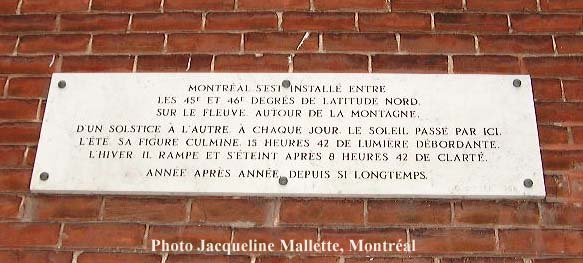 MONTRÉAL S'EST INSTALLÉ ENTRE
LES 45e ET 46e DEGRÉS DE LATITUDE NORD.
SUR LE FLEUVE. AUTOUR DE LA MONTAGNE.
D'UN SOLSTICE À L'AUTRE, À CHAQUE JOUR, LE SOLEIL PASSE PAR ICI.
L'ÉTÉ, SA FIGURE CULMINE, 15 HEURES 42 DE LUMIÈRE DÉBORDANTE.
L'HIVER IL RAMPE ET S'ÉTEINT APRÈS 8 HEURES 42 DE CLARTÉ.
ANNÉE APRÈS ANNÉE, DEPUIS SI LONGTEMPS.
Photo Jacqueline Mallette, Montréal